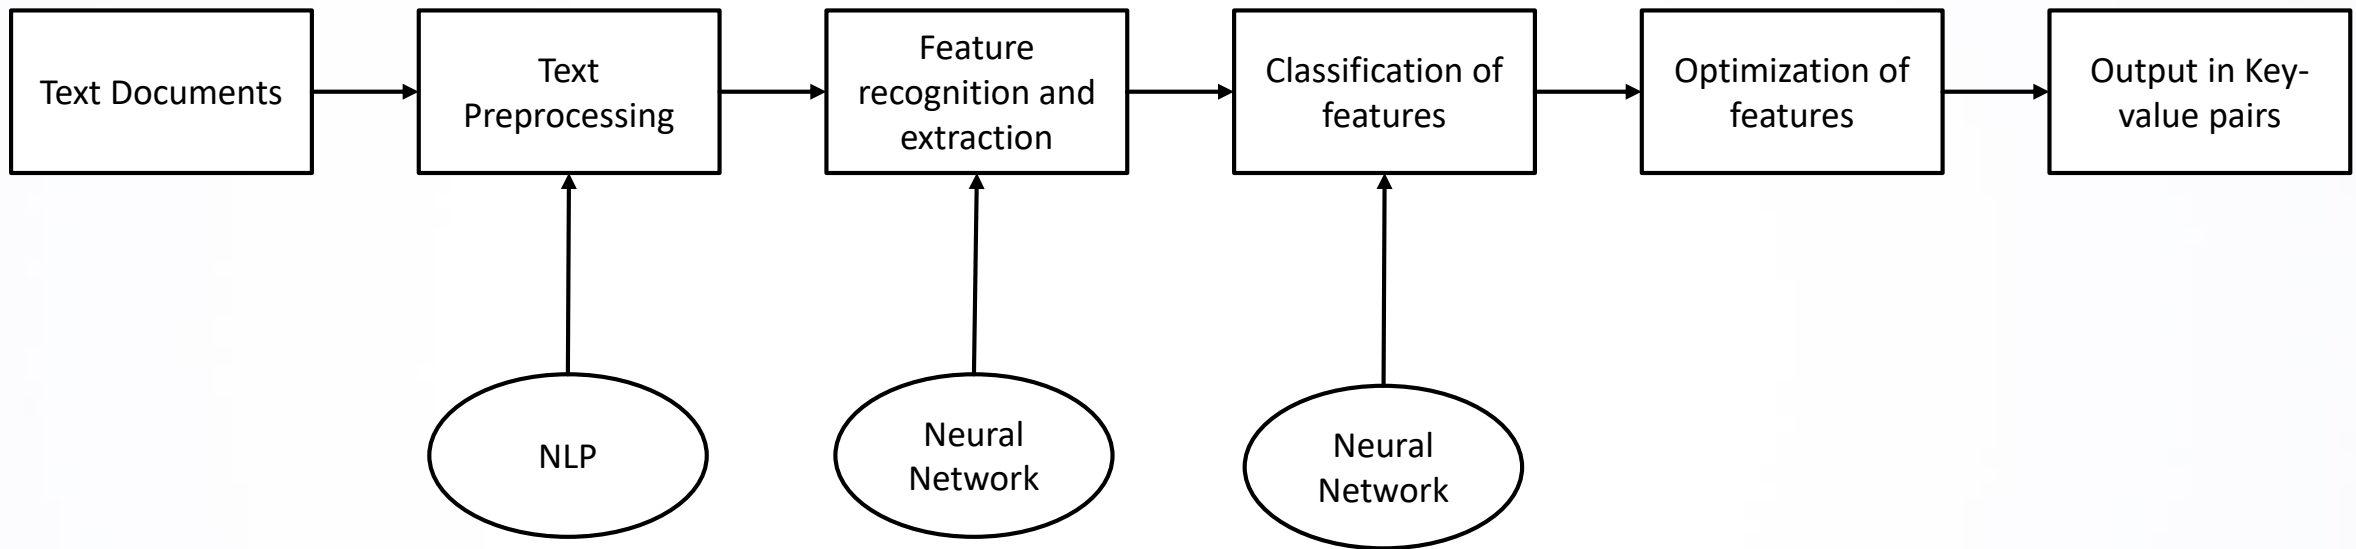 Text Documents
Text
Preprocessing
Feature
recognition and
extraction
Classification of
features
Optimization of
features
Output in Key-
value pairs
NLP
Neural
Network
Neural
Network